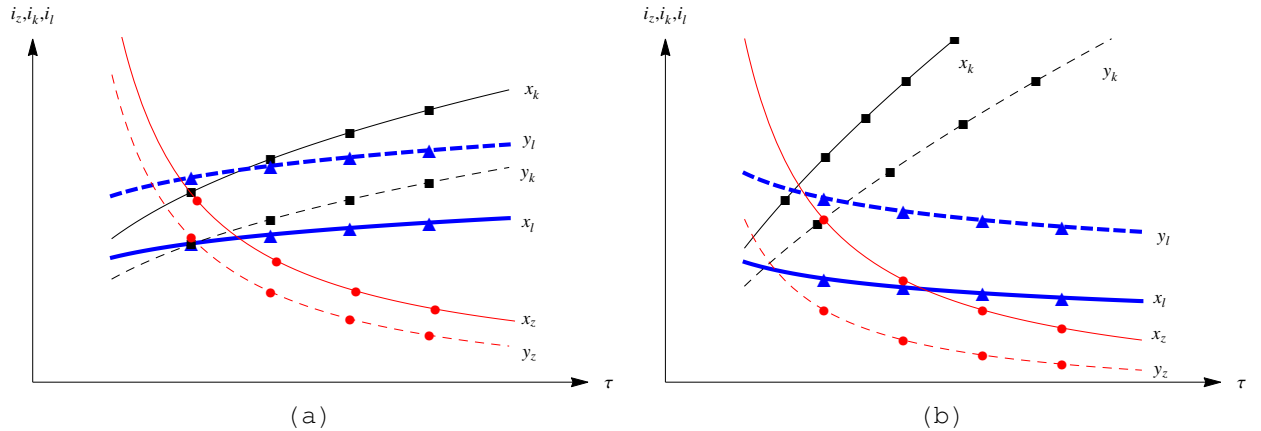 i_z,i_k,i_l
x_k
y_l
y_k
x_l
x_z
y_z
τ
(a)
i_z,i_k,i_l
x_k
y_k
y_l
x_l
x_z
y_z
τ
(b)